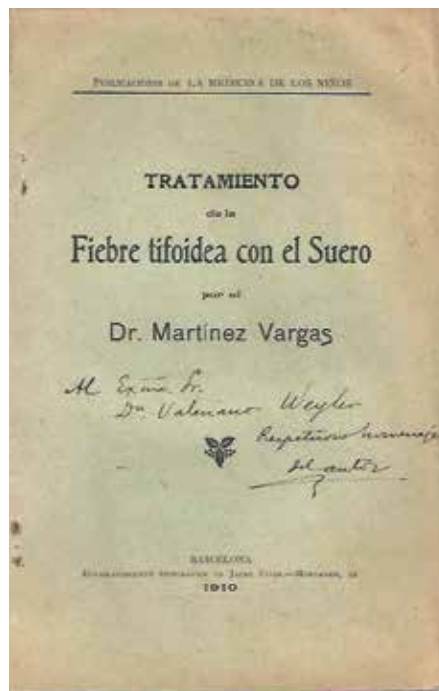 PUBLICACIONES DE LA MEDICINA DE LOS NIÑOS
TRATAMIENTO
de la
Fiebre tifoidea con el Suero
por el
Dr. Martínez Vargas
Al Exmo Sr.
Dn Valeriano Weyler
Respetuoso homenaje
del autor
BARCELONA
1910